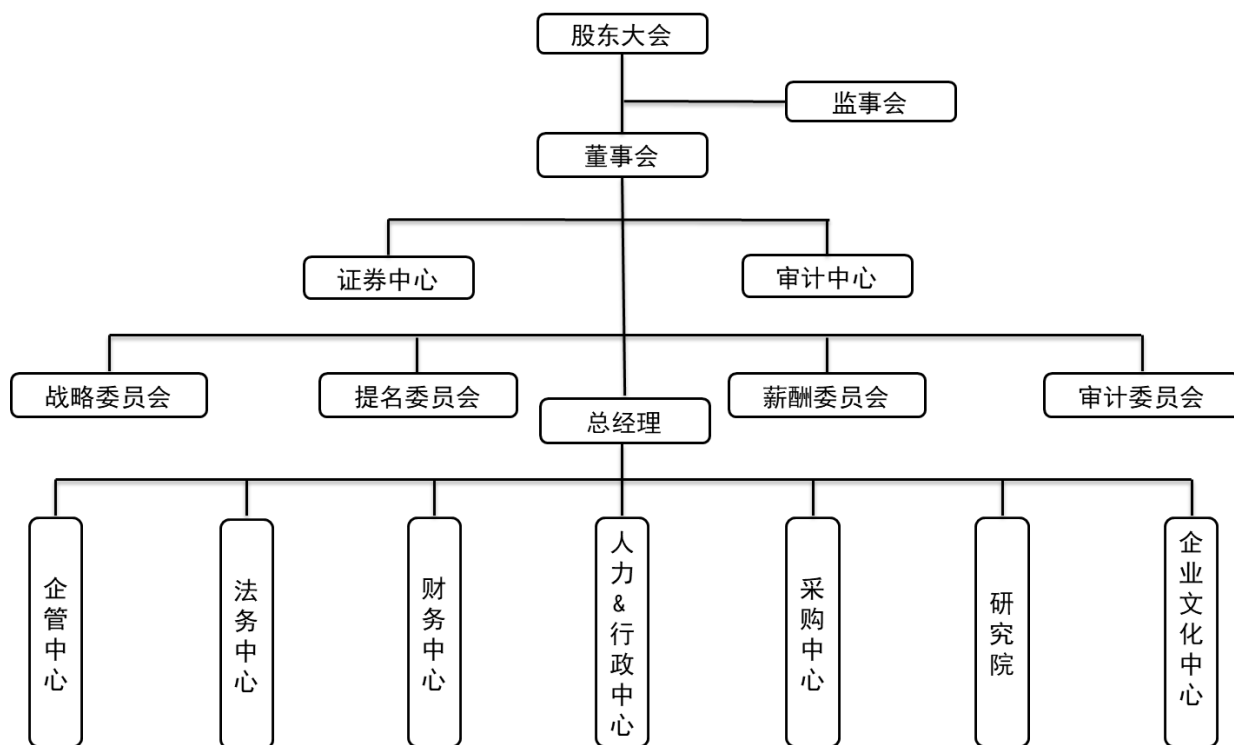 股东大会
监事会
董事会
证券中心
审计中心
战略委员会
提名委员会
薪酬委员会
审计委员会
总经理
企管中心
法务中心
财务中心
人力&行政中心
采购中心
研究院
企业文化中心